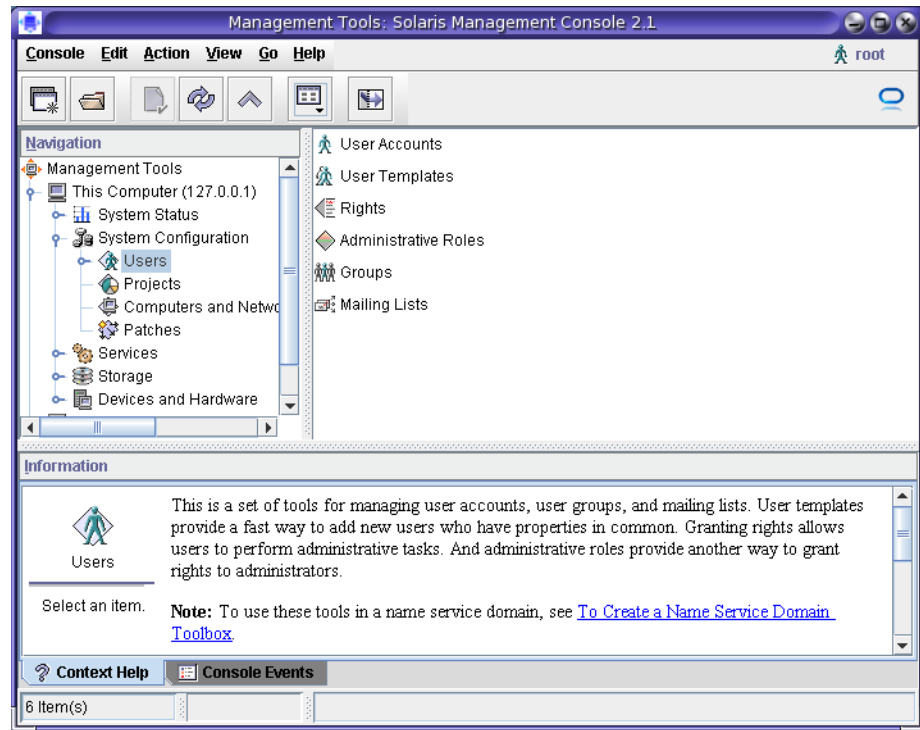 Management Tools: Solaris Management Console 2.1
Console Edit Action View Go Help
root
Navigation
Management Tools
This Computer (127.0.0.1)
System Status
System Configuration
Users
Projects
Computers and Netwo
Patches
Services
Storage
Devices and Hardware
User Accounts
User Templates
Rights
Administrative Roles
Groups
Mailing Lists
Information
Users
Select an item.
This is a set of tools for managing user accounts, user groups, and mailing lists. User templates
provide a fast way to add new users who have properties in common. Granting rights allows
users to perform administrative tasks. And administrative roles provide another way to grant
rights to administrators.
Note: To use these tools in a name service domain, see To Create a Name Service Domain
Toolbox.
Context Help
Console Events
6 Item(s)